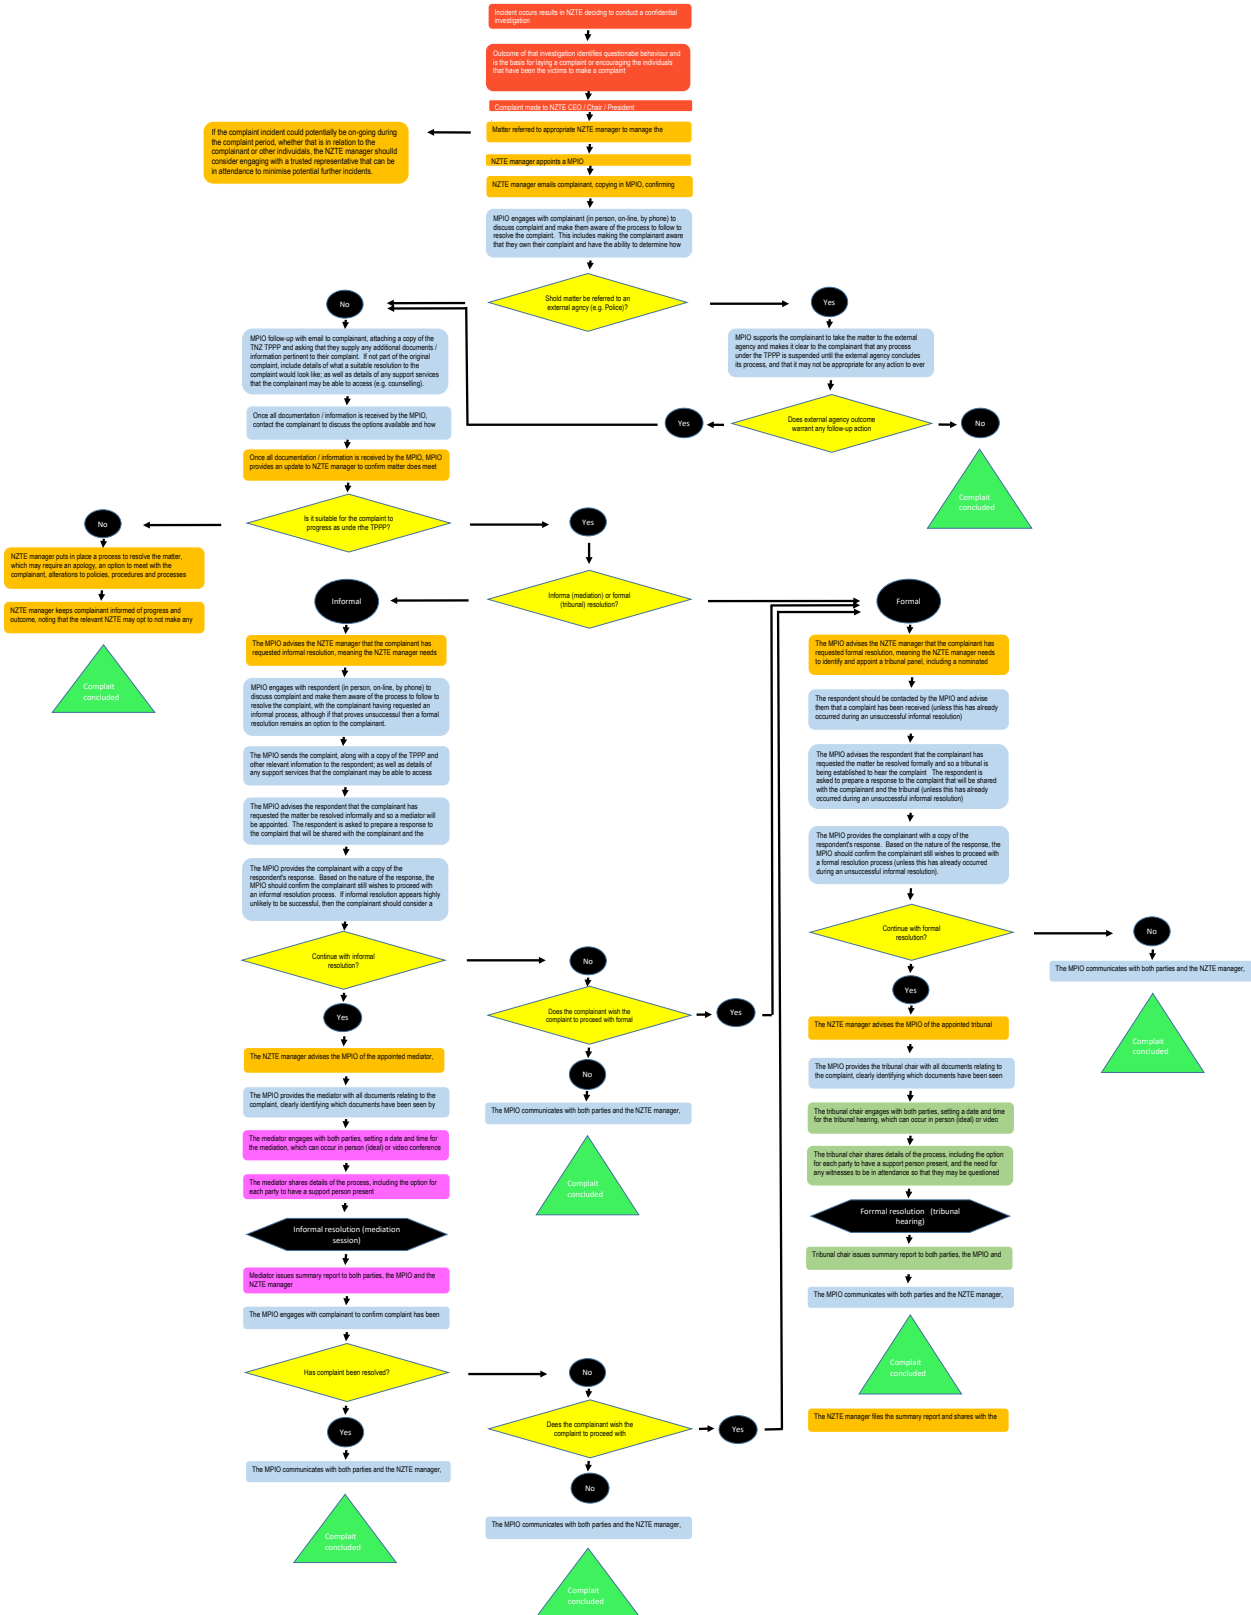 Incident occurs results in NZTE decidng to conduct a confidential
investigation
Outcome of that investigation identifies questionabe behaviour and
is the basis for laying a complaint or encouraging the individuals
that have been the victims to make a complaint
Complaint made to NZTE CEO / Chair / President
Matter referred to appropriate NZTE manager to manage the
If the complaint incident could potentially be on-going during
the complaint period, whether that is in relation to the
complainant or other indiviudals, the NZTE manager shoulld
consider engaging with a trusted representative that can be
in attendance to minimise potential further incidents.
NZTE manager appoints a MPIO
NZTE manager emails complainant, copying in MPIO, confirming
MPIO engages with complainant (in person, on-line, by phone) to
discuss complaint and make them aware of the process to follow to
resolve the complaint. This includes making the complainant aware
that they own their complaint and have the ability to determine how
Shold matter be referred to an
external agncy (e.g. Police)?
No
Yes
MPIO follow-up with email to complainant, attaching a copy of the
TNZ TPPP and asking that they supply any additional documents /
information pertinent to their complaint. If not part of the original
complaint, include details of what a suitable resolution to the
complaint would look like; as well as details of any support services
that the complainant may be able to access (e.g. counselling).
MPIO supports the complainant to take the matter to the external
agency and makes it clear to the complainant that any process
under the TPPP is suspended until the external agency concludes
its process, and that it may not be appropriate for any action to ever
Once all documentation / information is received by the MPIO,
contact the complainant to discuss the options available and how
Yes
Does external agency outcome
warrant any follow-up action
No
Once all documentation / information is received by the MPIO, MPIO
provides an update to NZTE manager to confirm matter does meet
Complait
concluded
Is it suitable for the complaint to
progress as unde rthe TPPP?
No
Yes
NZTE manager puts in place a process to resolve the matter,
which may require an apology, an option to meet with the
complainant, alterations to policies, procedures and processes
NZTE manager keeps complainant informed of progress and
outcome, noting that the relevant NZTE may opt to not make any
Complait
concluded
Informa (mediation) or formal
(tribunal) resolution?
Informal
Formal
The MPIO advises the NZTE manager that the complainant has
requested informal resolution, meaning the NZTE manager needs
MPIO engages with respondent (in person, on-line, by phone) to
discuss complaint and make them aware of the process to follow to
resolve the complaint, wth the complainant having requested an
informal process, although if that proves unsuccesul then a formal
resolution remains an option to the complainant.
The MPIO sends the complaint, along with a copy of the TPPP and
other relevant information to the respondent; as well as details of
any support services that the complainant may be able to access
The MPIO advises the respondent that the complainant has
requested the matter be resolved informally and so a mediator will
be appointed. The respondent is asked to prepare a response to
the complaint that will be shared with the complainant and the
The MPIO provides the complainant with a copy of the
respondent's response. Based on the nature of the response, the
MPIO should confirm the complainant still wishes to proceed with
an informal resolution process. If informal resolution appears highly
unlikely to be successful, then the complainant should consider a
Continue with informal
resolution?
No
Yes
Does the complainant wish the
complaint to proceed with formal
Yes
No
The MPIO communicates with both parties and the NZTE manager,
Complait
concluded
The NZTE manager advises the MPIO of the appointed mediator,
The MPIO provides the mediator with all documents relating to the
complaint, clearly identifying which documents have been seen by
The mediator engages with both parties, setting a date and time for
the mediation, which can occur in person (ideal) or video conference
The mediator shares details of the process, including the option for
each party to have a support person present
Informal resolution (mediation
session)
Mediator issues summary report to both parties, the MPIO and the
NZTE manager
The MPIO engages with complainant to confirm complaint has been
Has complaint been resolved?
No
Yes
The MPIO communicates with both parties and the NZTE manager,
Complait
concluded
Dees the complainant wish the
complaint to proceed with
Yes
No
The MPIO communicates with both parties and the NZTE manager,
Complait
concluded
The MPIO advises the NZTE manager that the complainant has
requested formal resolution, meaning the NZTE manager needs
to identify and appoint a tribunal panel, including a nominated
The respondent should be contacted by the MPIO and advise
them that a complaint has been received (unless this has already
occurred during an unsuccessful informal resolution)
The MPIO advises the respondent that the complainant has
requested the matter be resolved formally and so a tribunal is
being established to hear the complaint The respondent is
asked to prepare a response to the complaint that will be shared
with the complainant and the tribunal (unless this has already
occurred during an unsuccessful informal resolution)
The MPIO provides the complainant with a copy of the
respondent's response. Based on the nature of the response, the
MPIO should confirm the complainant still wishes to proceed with
a formal resolution process (unless this has already occurred
during an unsuccessful informal resolution).
Continue with formal
resolution?
No
The MPIO communicates with both parties and the NZTE manager,
Complait
concluded
Yes
The NZTE manager advises the MPIO of the appointed tribunal
The MPIO provides the tribunal chair with all documents relating to
the complaint, clearly identifying which documents have been seen
The tribunal chair engages with both parties, setting a date and time
for the tribunal hearing, which can occur in person (ideal) or video
The tribunal chair shares details of the process, including the option
for each party to have a support person present, and the need for
any witnesses to be in attendance so that they may be questioned
Forrmal resolution (tribunal
hearing)
Tribunal chair issues summary report to both parties, the MPIO and
The MPIO communicates with both parties and the NZTE manager,
Complait
concluded
The NZTE manager files the summary report and shares with the